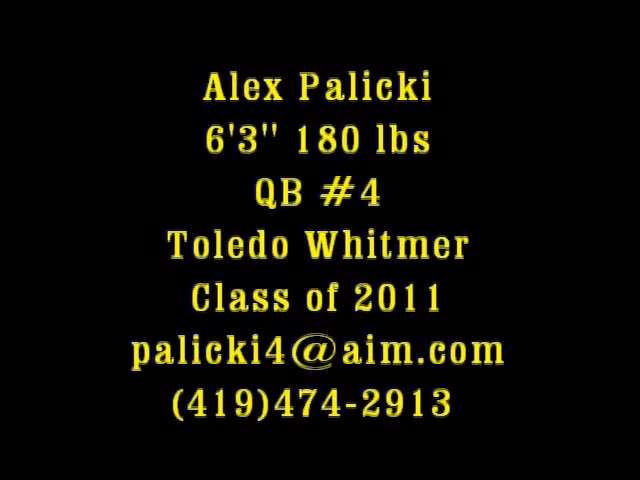 Alex Palicki
6'3" 180 lbs
QB #4
Toledo Whitmer
Class of 2011
palicki4@aim.com
(419)474-2913